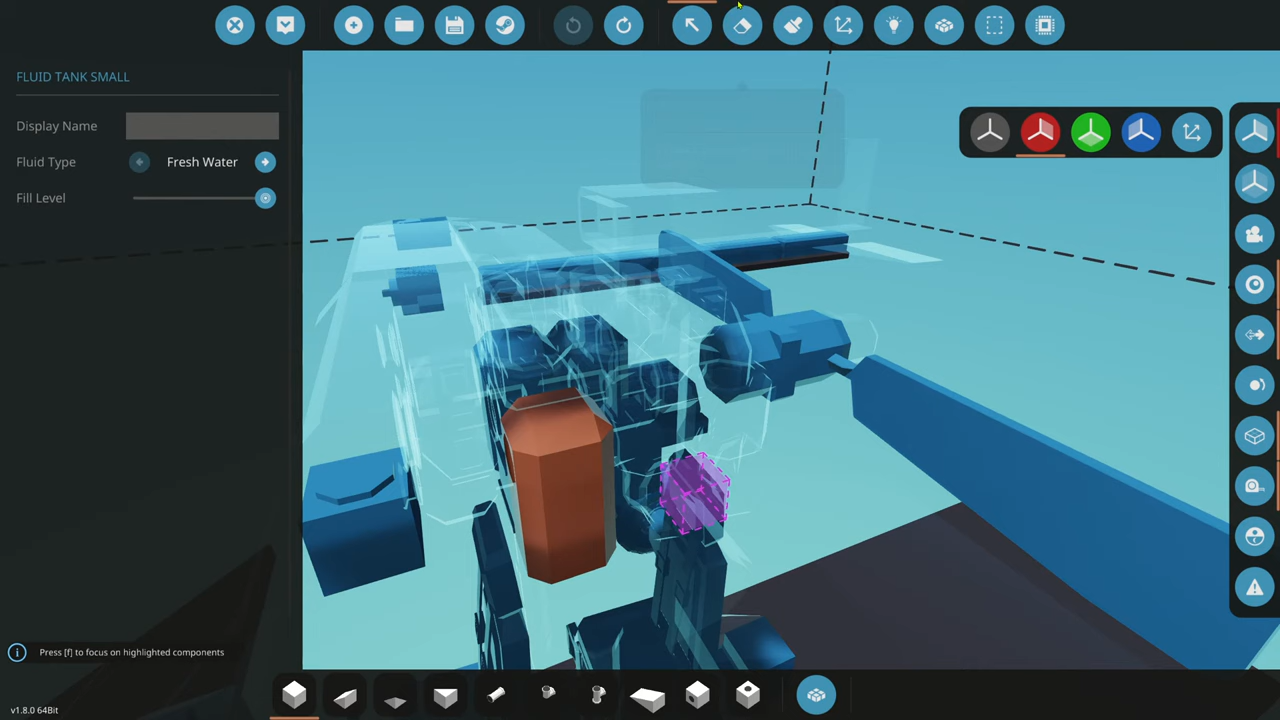 FLUID TANK SMALL
Display Name
Fluid Type
Fresh Water
Fill Level
Press [f] to focus on highlighted components
v1.8.0 64Bit